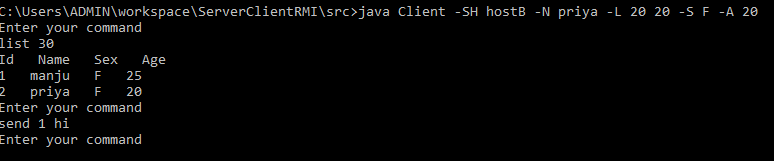 C:\Users\ADMIN\workspace\ServerClientRMI\src>java Client -SH hostB -N priya -L 20 20 -S F -A 20
Enter your command
list 30
Id   Name   Sex   Age
1   manju   F   25
2   priya   F   20
Enter your command
send 1 hi
Enter your command